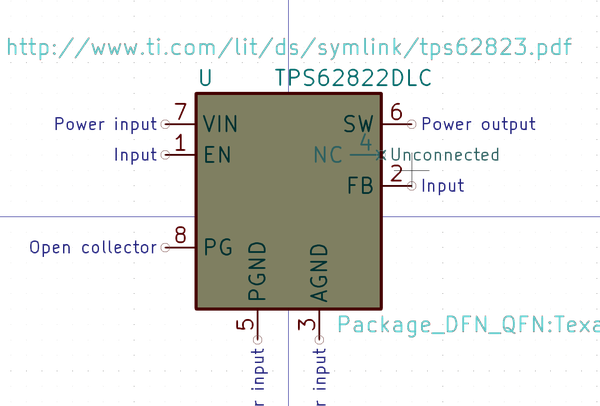 http://www.ti.com/lit/ds/symlink/tps62823.pdf
U TPS62822DLC
Power input 7 VIN SW 6 Power output
Input 1 EN NC 4 Unconnected
FB 2 Input
Open collector 8 PG
PGND AGND
5 3 Package_DFN_QFN:Texa
r input r input